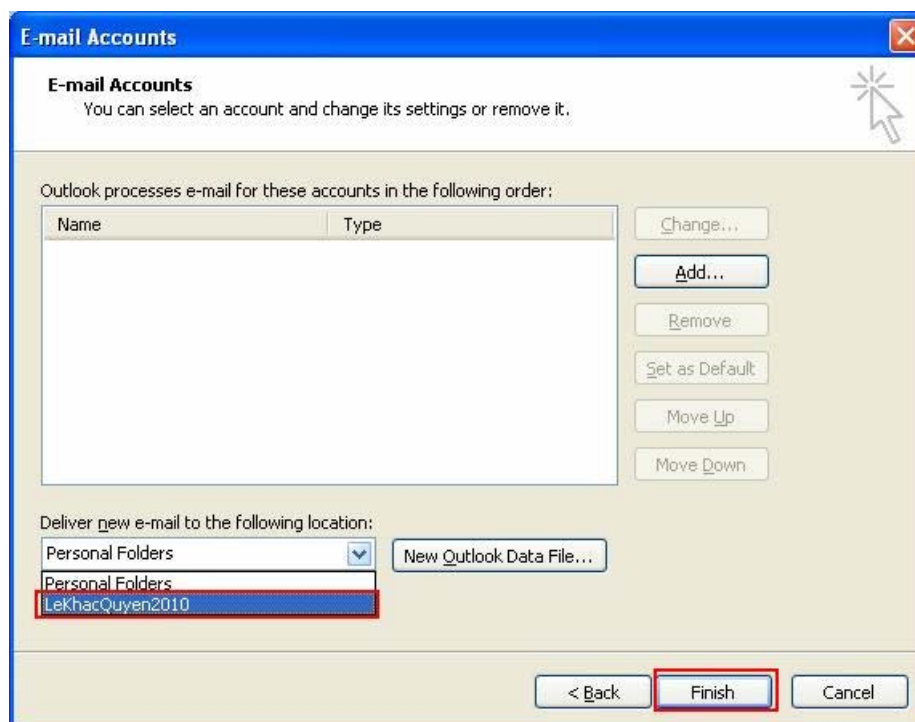 E-mail Accounts
E-mail Accounts
You can select an account and change its settings or remove it.
Outlook processes e-mail for these accounts in the following order:
Name Type
Change...
Add...
Remove
Set as Default
Move Up
Move Down
Deliver new e-mail to the following location:
Personal Folders New Outlook Data File...
Personal Folders
LeKhacQuyen2010
< Back Finish Cancel